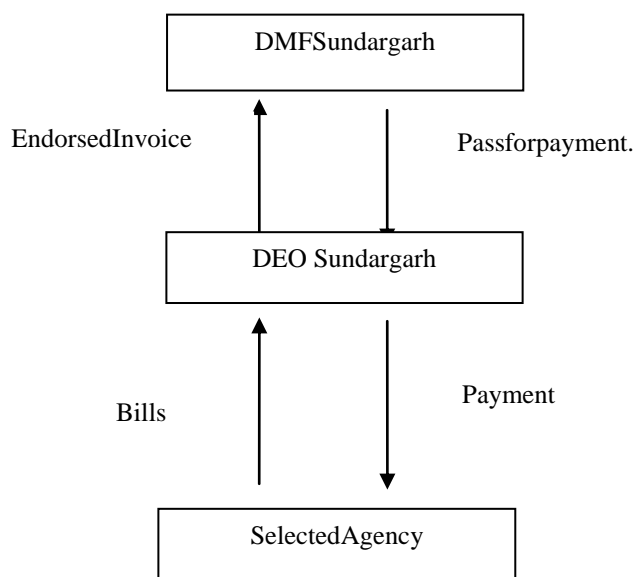 DMFSundargarh
EndorsedInvoice
Passforpayment.
DEO Sundargarh
Bills
Payment
SelectedAgency